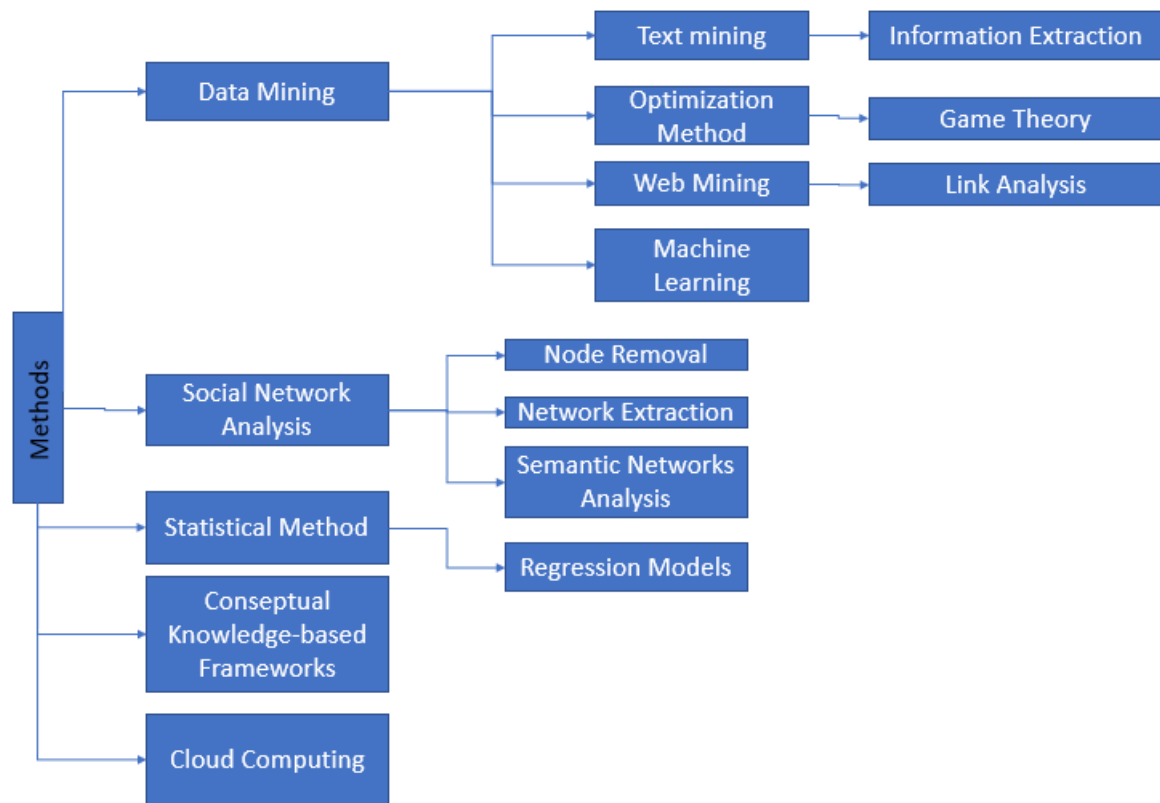 Methods
Data Mining
Text mining
Information Extraction
Optimization
Method
Game Theory
Web Mining
Link Analysis
Machine
Learning
Social Network
Analysis
Node Removal
Network Extraction
Semantic Networks
Analysis
Statistical Method
Regression Models
Conseptual
Knowledge-based
Frameworks
Cloud Computing